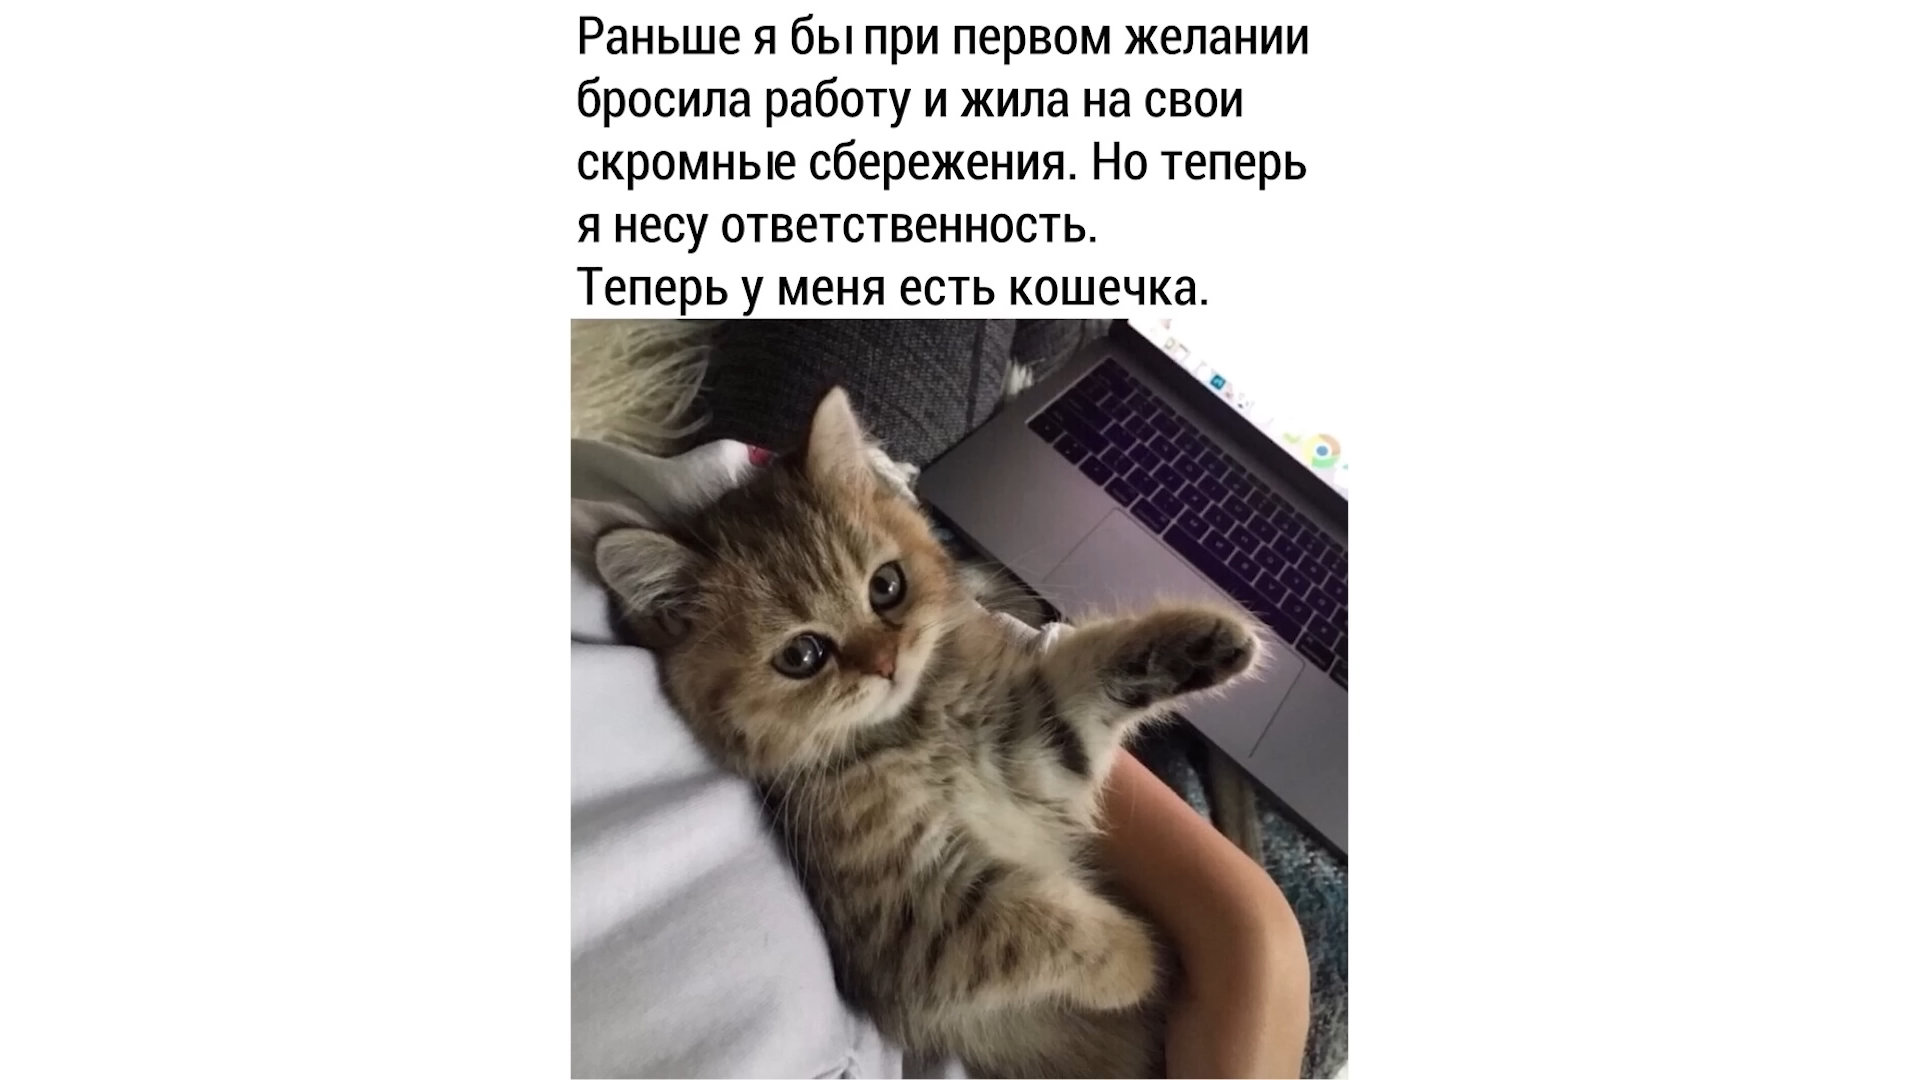 Раньше я бы при первом желании
бросила работу и жила на свои
скромные сбережения. Но теперь
я несу ответственность.
Теперь у меня есть кошечка.